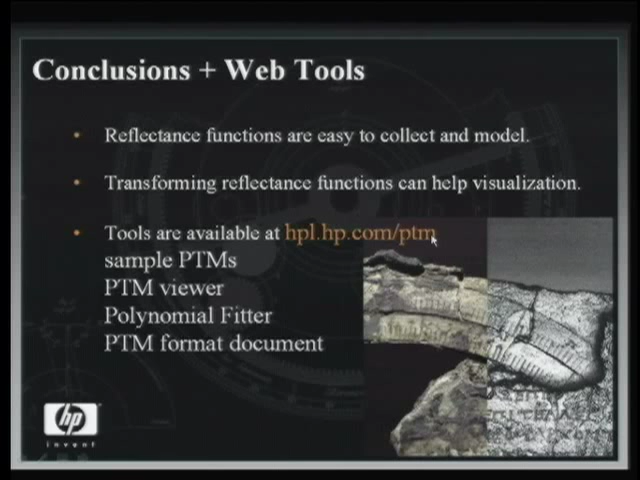 Conclusions + Web Tools
• Reflectance functions are easy to collect and model.
• Transforming reflectance functions can help visualization.
• Tools are available at hpl.hp.com/ptm
sample PTMs
PTM viewer
Polynomial Fitter
PTM format document
hp
invent